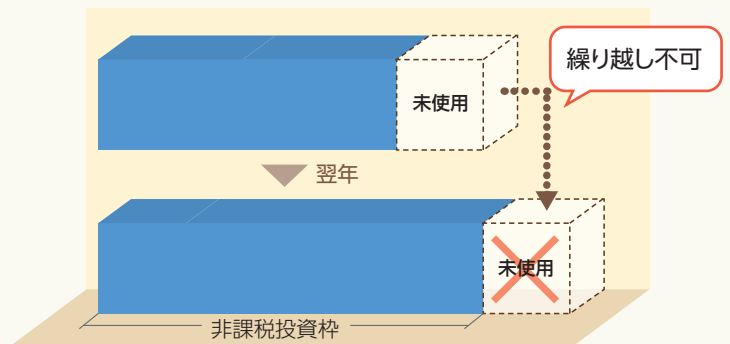 繰り越し不可
未使用
翌年
未使用
非課税投資枠